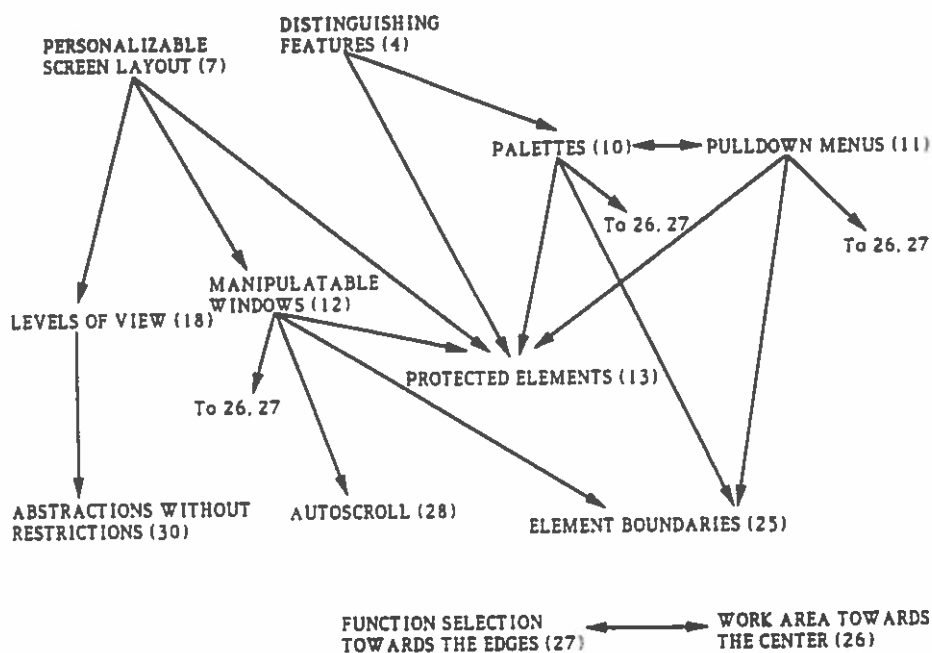 DISTINGUISHING
FEATURES (4)
PERSONALIZABLE
SCREEN LAYOUT (7)
PALETTES (10)
PULLDOWN MENUS (11)
To 26, 27
To 26, 27
MANIPULATABLE
WINDOWS (12)
LEVELS OF VIEW (18)
PROTECTED ELEMENTS (13)
To 26, 27
ABSTRACTIONS WITHOUT
RESTRICTIONS (30)
AUTOSCROLL (28)
ELEMENT BOUNDARIES (25)
FUNCTION SELECTION
TOWARDS THE EDGES (27)
WORK AREA TOWARDS
THE CENTER (26)